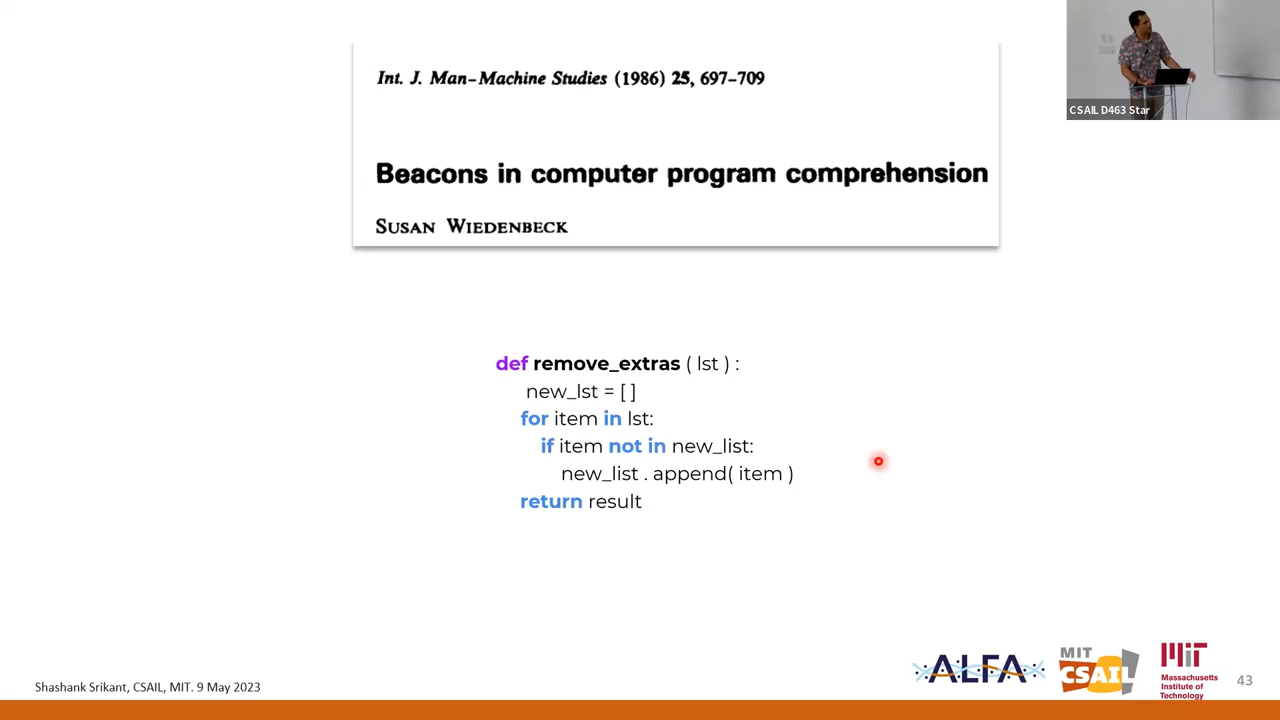 Int. J. Man-Machine Studies (1986) 25, 697–709
CSAIL D463 Star
Beacons in computer program comprehension
SUSAN WIEDENBECK
def remove_extras ( lst ) :
new_lst = [ ]
for item in lst:
if item not in new_list:
new_list . append( item )
return result
ALFA
MIT
CSAIL
MIT
Massachusetts
Institute of
Technology
Shashank Srikant, CSAIL, MIT. 9 May 2023
43